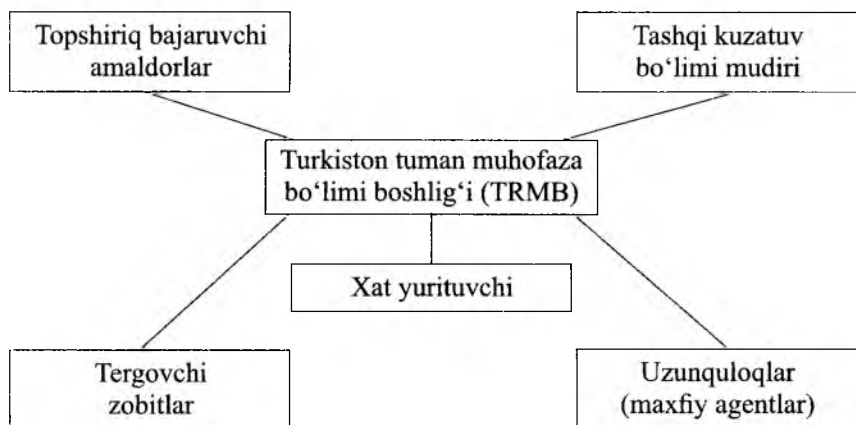 Topshiriq bajaruvchi
amaldorlar
Tashqi kuzatuv
bo‘limi mudiri
Turkiston tuman muhofaza
bo‘limi boshlig‘i (TRMB)
Xat yurituvchi
Tergovchi
zobitlar
Uzunquloqlar
(maxfiy agentlar)